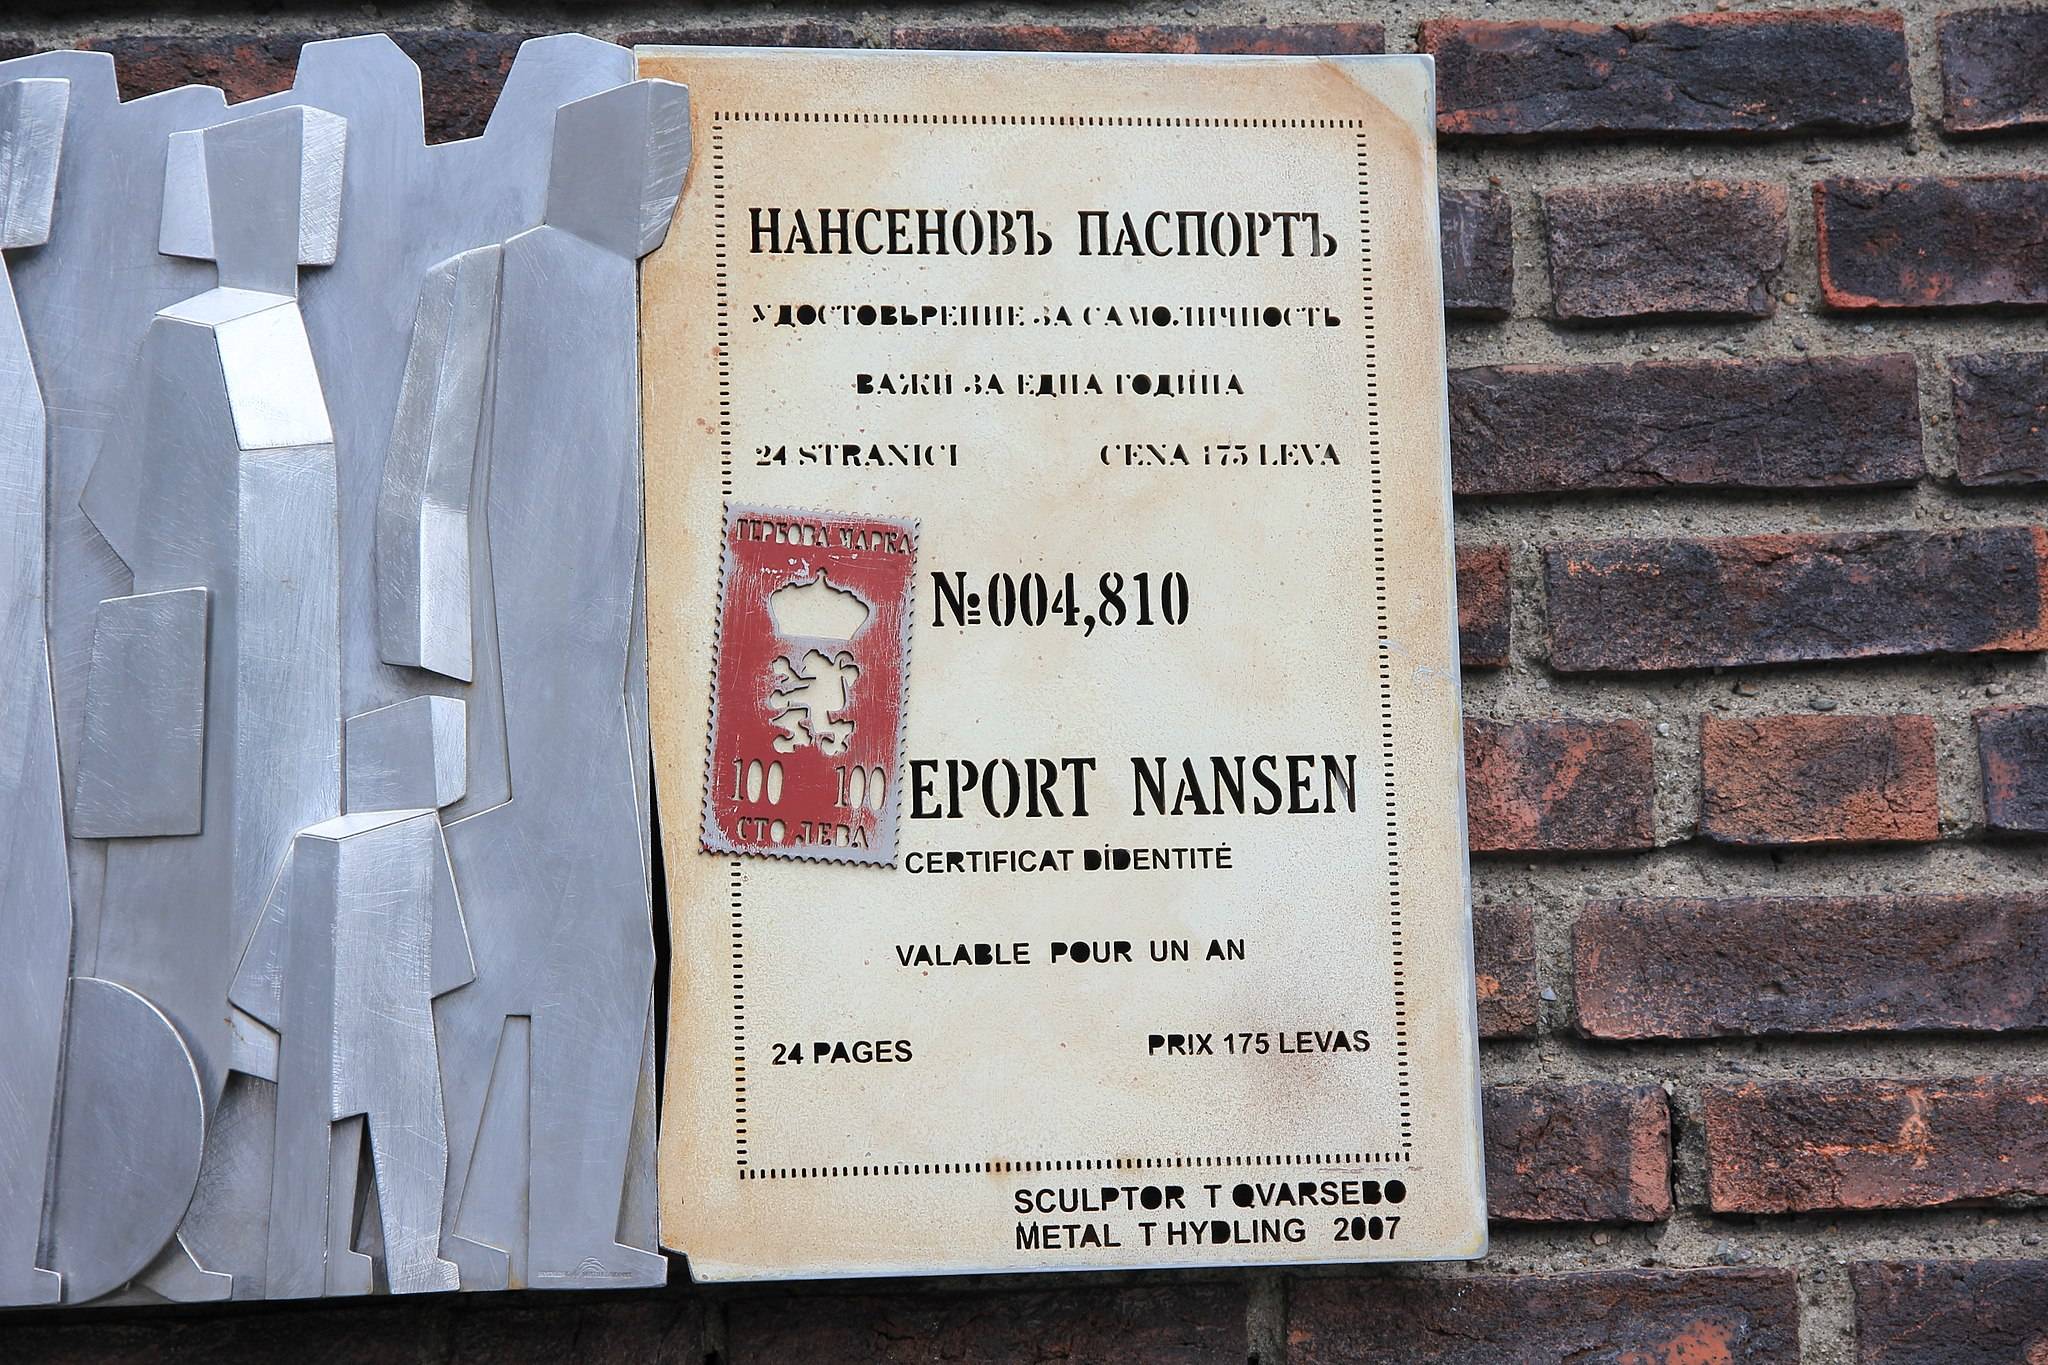 НАНСЕНОВЪ ПАСПОРТЪ
УДОСТОВЬРЕНИЕ ЗА САМОЛИЧНОСТЬ
ВАЖИ ЗА ЕДНА ГОДИНА
24 STRANICI CENA 175 LEVA
ГЕРБОВА МАРКА
№004,810
100 100
СТО ЛЕВА
EPORT NANSEN
CERTIFICAT DÍDENTITÉ
VALABLE POUR UN AN
24 PAGES PRIX 175 LEVAS
SCULPTOR T QVARSEBO
METAL T HYDLING 2007